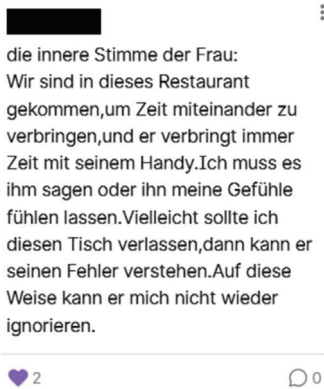 die innere Stimme der Frau:
Wir sind in dieses Restaurant
gekommen,um Zeit miteinander zu
verbringen,und er verbringt immer
Zeit mit seinem Handy.Ich muss es
ihm sagen oder ihn meine Gefühle
fühlen lassen.Vielleicht sollte ich
diesen Tisch verlassen,dann kann er
seinen Fehler verstehen.Auf diese
Weise kann er mich nicht wieder
ignorieren.
2
0